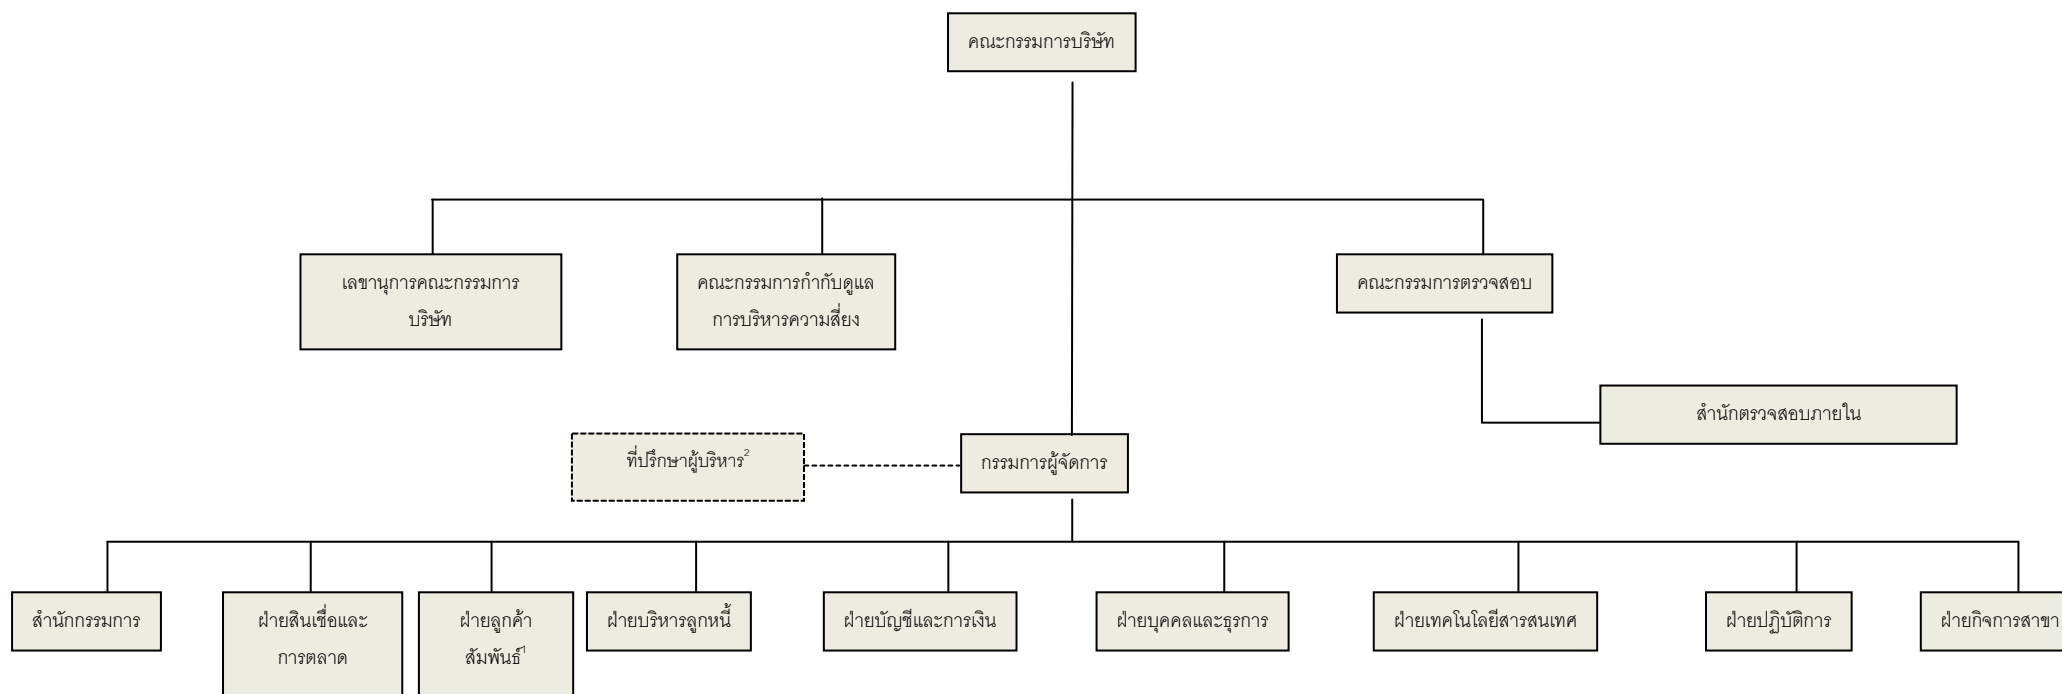 คณะกรรมการบริษัท
เลขานุการคณะกรรมการ
บริษัท
คณะกรรมการกำกับดูแล
การบริหารความสี่ยง
คณะกรรมการตรวจสอบ
สำนักตรวจสอบภายใน
ที่ปรึกษาผู้บริหาร²
กรรมการผู้จัดการ
สำนักกรรมการ
ฝ่ายสินเชื่อและ
การตลาด
ฝ่ายลูกค้า
สัมพันธ์¹
ฝ่ายบริหารลูกหนี้
ฝ่ายบัญชีและการเงิน
ฝ่ายบุคคลและธุรการ
ฝ่ายเทคโนโลยีสารสนเทศ
ฝ่ายปฏิบัติการ
ฝ่ายกิจการสาขา